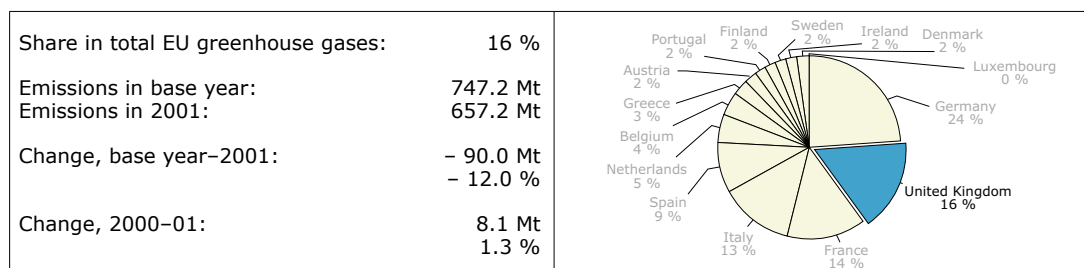 Share in total EU greenhouse gases: 16 %
Emissions in base year: 747.2 Mt
Emissions in 2001: 657.2 Mt
Change, base year–2001: – 90.0 Mt
– 12.0 %
Change, 2000–01: 8.1 Mt
1.3 %
Sweden
2 %
Finland
2 %
Ireland
2 %
Denmark
2 %
Portugal
2 %
Luxembourg
0 %
Austria
2 %
Germany
24 %
Greece
3 %
Belgium
4 %
Netherlands
5 %
United Kingdom
16 %
Spain
9 %
Italy
13 %
France
14 %